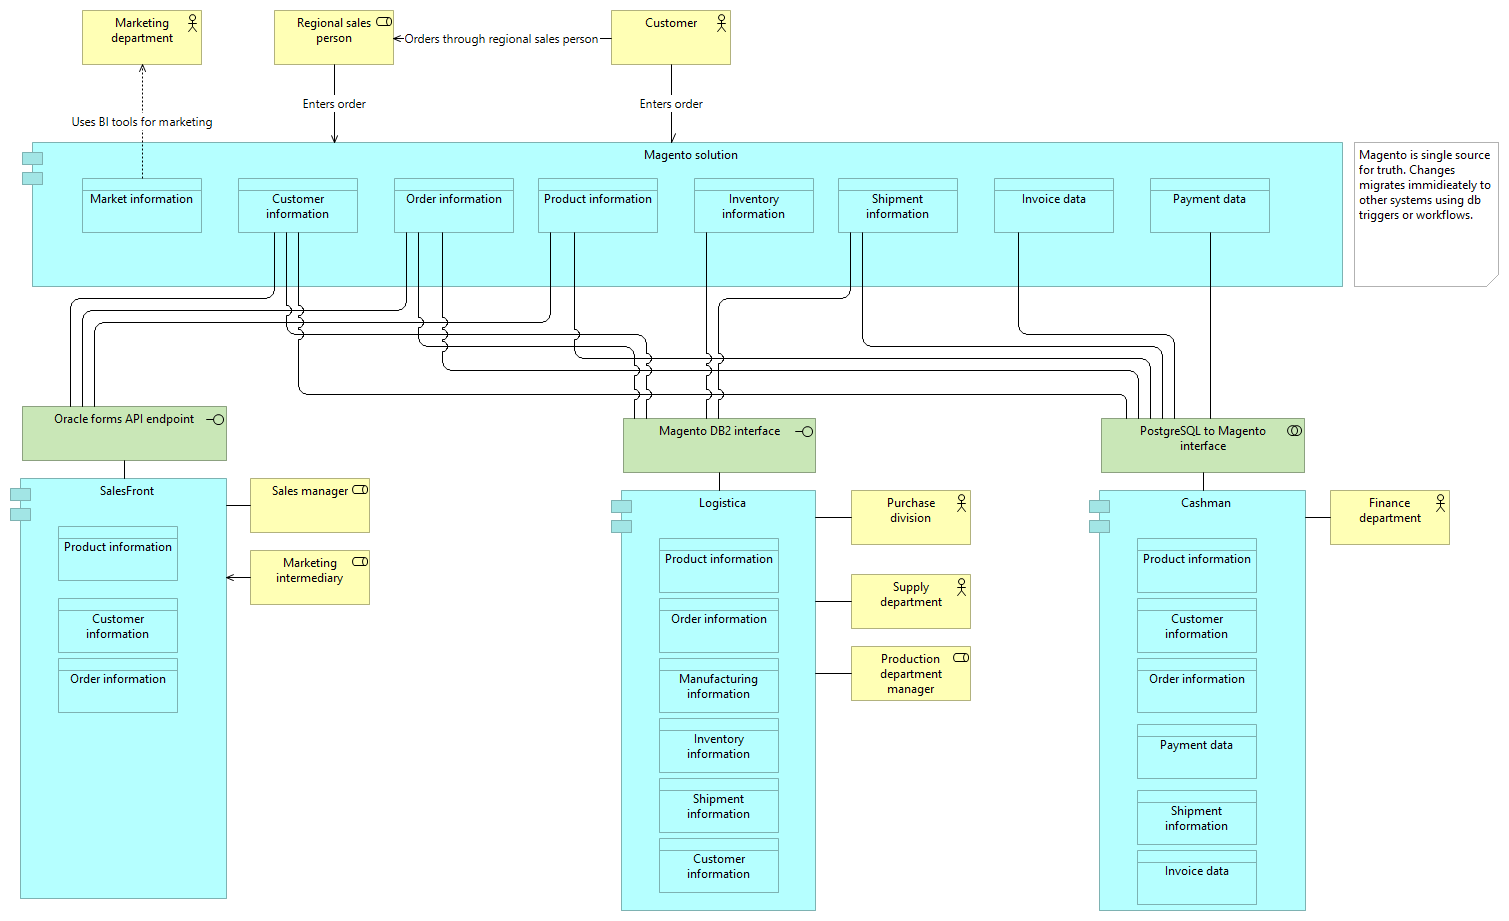 Marketing
department
Regional sales
person
Customer
Orders through regional sales person
Enters order
Enters order
Uses BI tools for marketing
Magento solution
Market information
Customer
information
Order information
Product information
Inventory
information
Shipment
information
Invoice data
Payment data
Magento is single source
for truth. Changes
migrates immidieately to
other systems using db
triggers or workflows.
Oracle forms API endpoint
Magento DB2 interface
PostgreSQL to Magento
interface
SalesFront
Product information
Customer
information
Order information
Sales manager
Marketing
intermediary
Logistica
Product information
Order information
Manufacturing
information
Inventory
information
Shipment
information
Customer
information
Purchase
division
Supply
department
Production
department
manager
Cashman
Product information
Customer
information
Order information
Payment data
Shipment
information
Invoice data
Finance
department